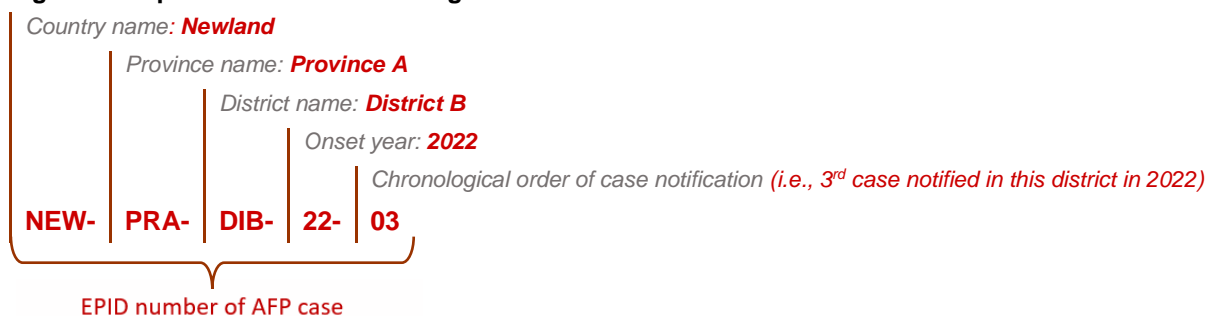 Country name: Newland
Province name: Province A
District name: District B
Onset year: 2022
Chronological order of case notification (i.e., 3rd case notified in this district in 2022)
NEW- PRA- DIB- 22- 03
EPID number of AFP case